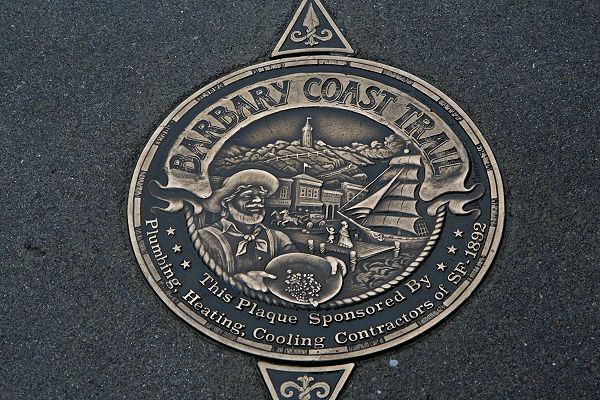 BARBARY COAST TRAIL
This Plaque Sponsored By
Plumbing, Heating, Cooling Contractors of SF · 1892